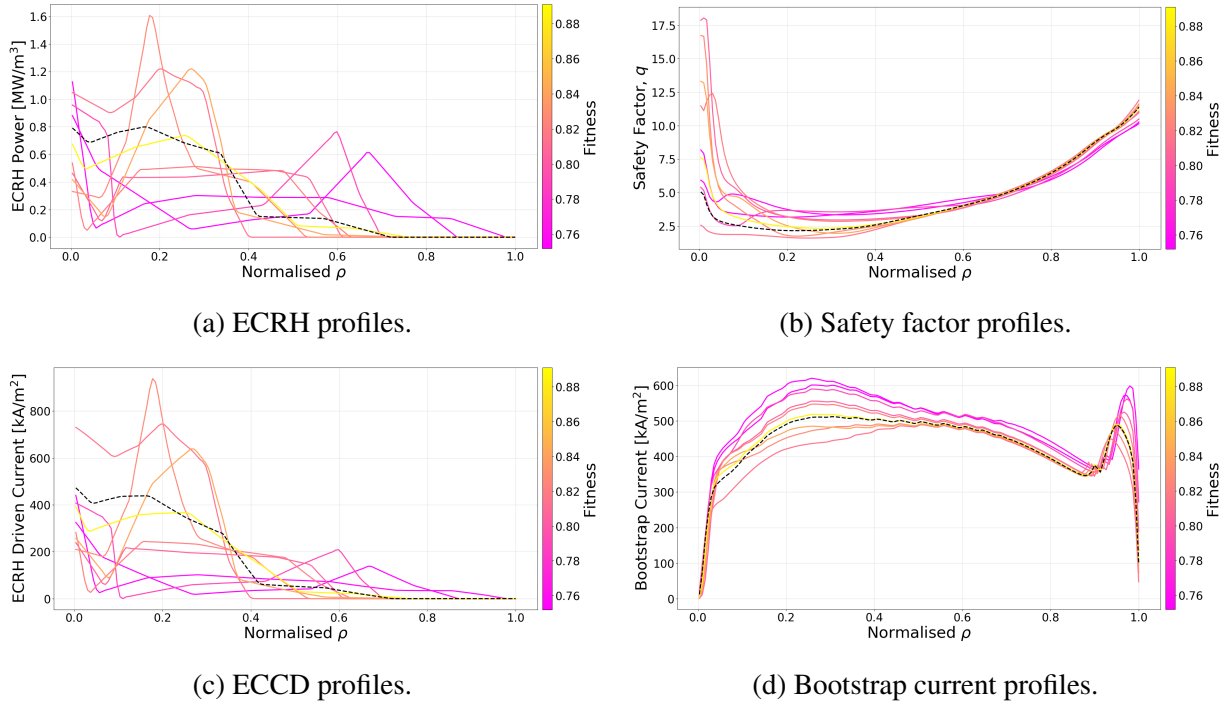 1.6
1.4
1.2
1.0
0.8
0.6
0.4
0.2
0.0
ECRH Power [MW/m³]
0.0 0.2 0.4 0.6 0.8 1.0
Normalised ρ
0.88
0.86
0.84
0.82
0.80
0.78
0.76
Fitness
(a) ECRH profiles.
17.5
15.0
12.5
10.0
7.5
5.0
2.5
Safety Factor, q
0.0 0.2 0.4 0.6 0.8 1.0
Normalised ρ
0.88
0.86
0.84
0.82
0.80
0.78
0.76
Fitness
(b) Safety factor profiles.
800
600
400
200
0
ECRH Driven Current [kA/m²]
0.0 0.2 0.4 0.6 0.8 1.0
Normalised ρ
0.88
0.86
0.84
0.82
0.80
0.78
0.76
Fitness
(c) ECCD profiles.
600
500
400
300
200
100
0
Bootstrap Current [kA/m²]
0.0 0.2 0.4 0.6 0.8 1.0
Normalised ρ
0.88
0.86
0.84
0.82
0.80
0.78
0.76
Fitness
(d) Bootstrap current profiles.